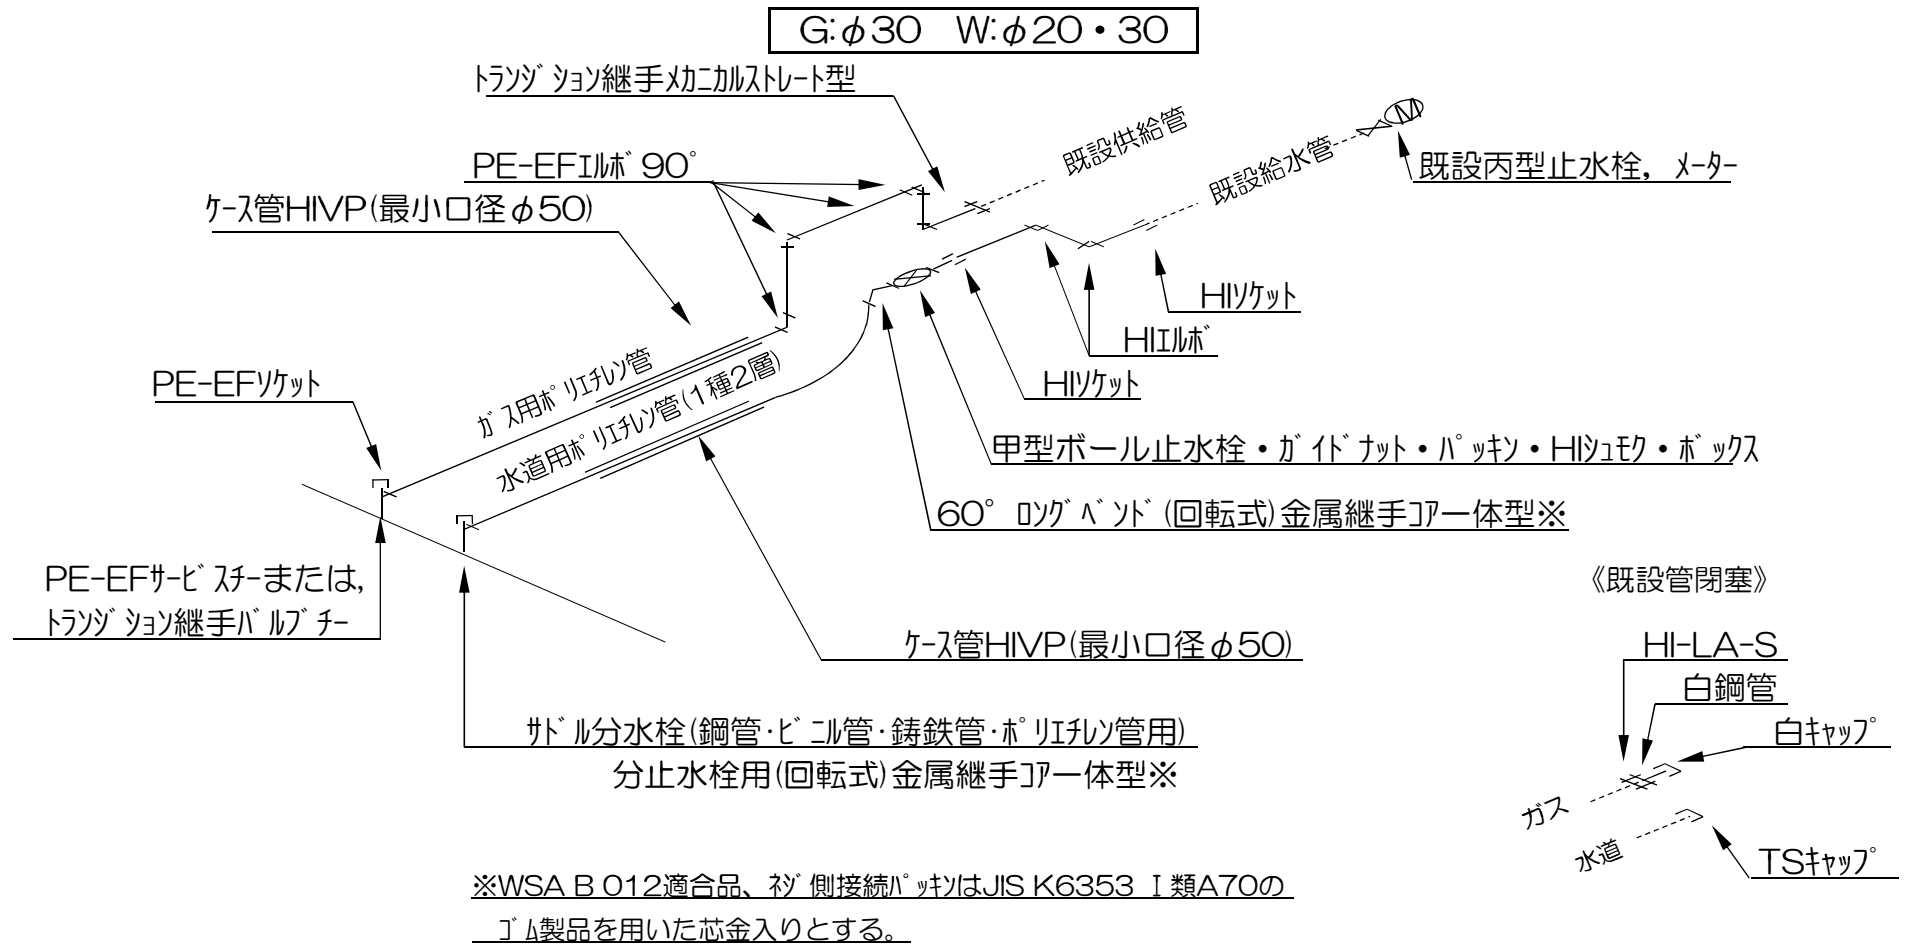 G:φ30　W:φ20・30
ﾄﾗﾝｼﾞｼｮﾝ継手ﾒｶﾆｶﾙｽﾄﾚｰﾄ型
既設供給管
既設給水管
M
PE-EFｴﾙﾎﾞ90°
既設丙型止水栓，ﾒｰﾀｰ
ｹｰｽ管HIVP(最小口径φ50)
HIｿｹｯﾄ
HIｴﾙﾎﾞ
HIｿｹｯﾄ
PE-EFｿｹｯﾄ
ｶﾞｽ用ﾎﾟﾘｴﾁﾚﾝ管
水道用ﾎﾟﾘｴﾁﾚﾝ管(1種2層)
甲型ボール止水栓・ｶﾞｲﾄﾞﾅｯﾄ・ﾊﾟｯｷﾝ・HIｼｭﾓｸ・ﾎﾞｯｸｽ
60°ﾛﾝｸﾞﾍﾞﾝﾄﾞ(回転式)金属継手ｺｱ一体型※
PE-EFｻｰﾋﾞｽﾁｰまたは,
ﾄﾗﾝｼﾞｼｮﾝ継手ﾊﾞﾙﾌﾞﾁｰ
《既設管閉塞》
ｹｰｽ管HIVP(最小口径φ50)
HI-LA-S
白鋼管
白ｷｬｯﾌﾟ
ｻﾄﾞﾙ分水栓(鋼管･ﾋﾞﾆﾙ管･鋳鉄管･ﾎﾟﾘｴﾁﾚﾝ管用)
分止水栓用(回転式)金属継手ｺｱ一体型※
ガス
水道
TSｷｬｯﾌﾟ
※WSA B 012適合品、ﾈｼﾞ側接続ﾊﾟｯｷﾝはJIS K6353 Ⅰ類A70の
ｺﾞﾑ製品を用いた芯金入りとする。